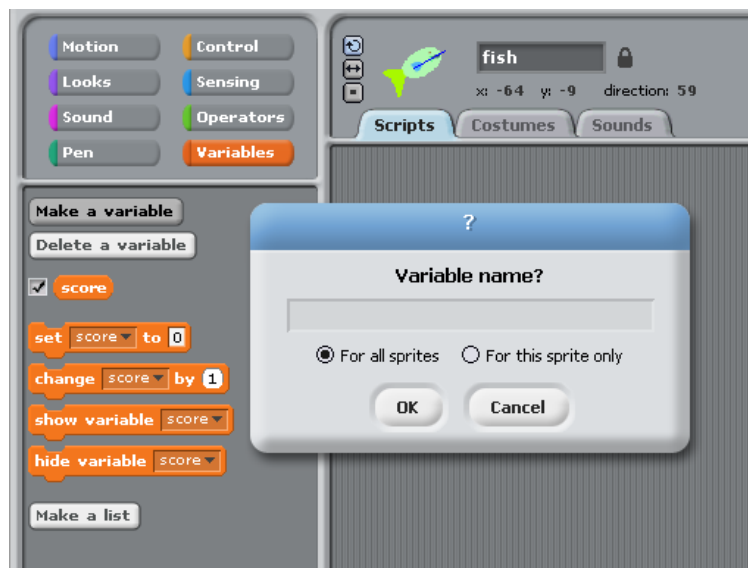 Motion Control
Looks Sensing
Sound Operators
Pen Variables
fish
x: -64 y: -9 direction: 59
Scripts Costumes Sounds
Make a variable
Delete a variable
score
set score to 0
change score by 1
show variable score
hide variable score
Make a list
?
Variable name?
For all sprites For this sprite only
OK Cancel